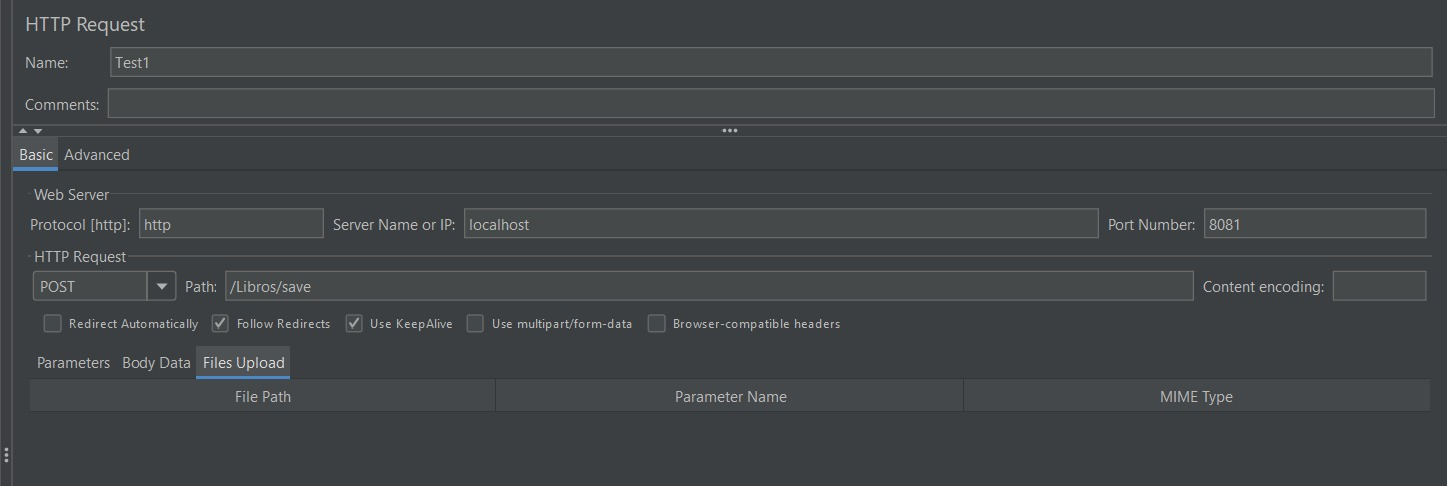 HTTP Request
Name: Test1
Comments:
Basic Advanced
Web Server
Protocol [http]: http Server Name or IP: localhost Port Number: 8081
HTTP Request
POST Path: /Libros/save Content encoding:
Redirect Automatically Follow Redirects Use KeepAlive Use multipart/form-data Browser-compatible headers
Parameters Body Data Files Upload
File Path Parameter Name MIME Type